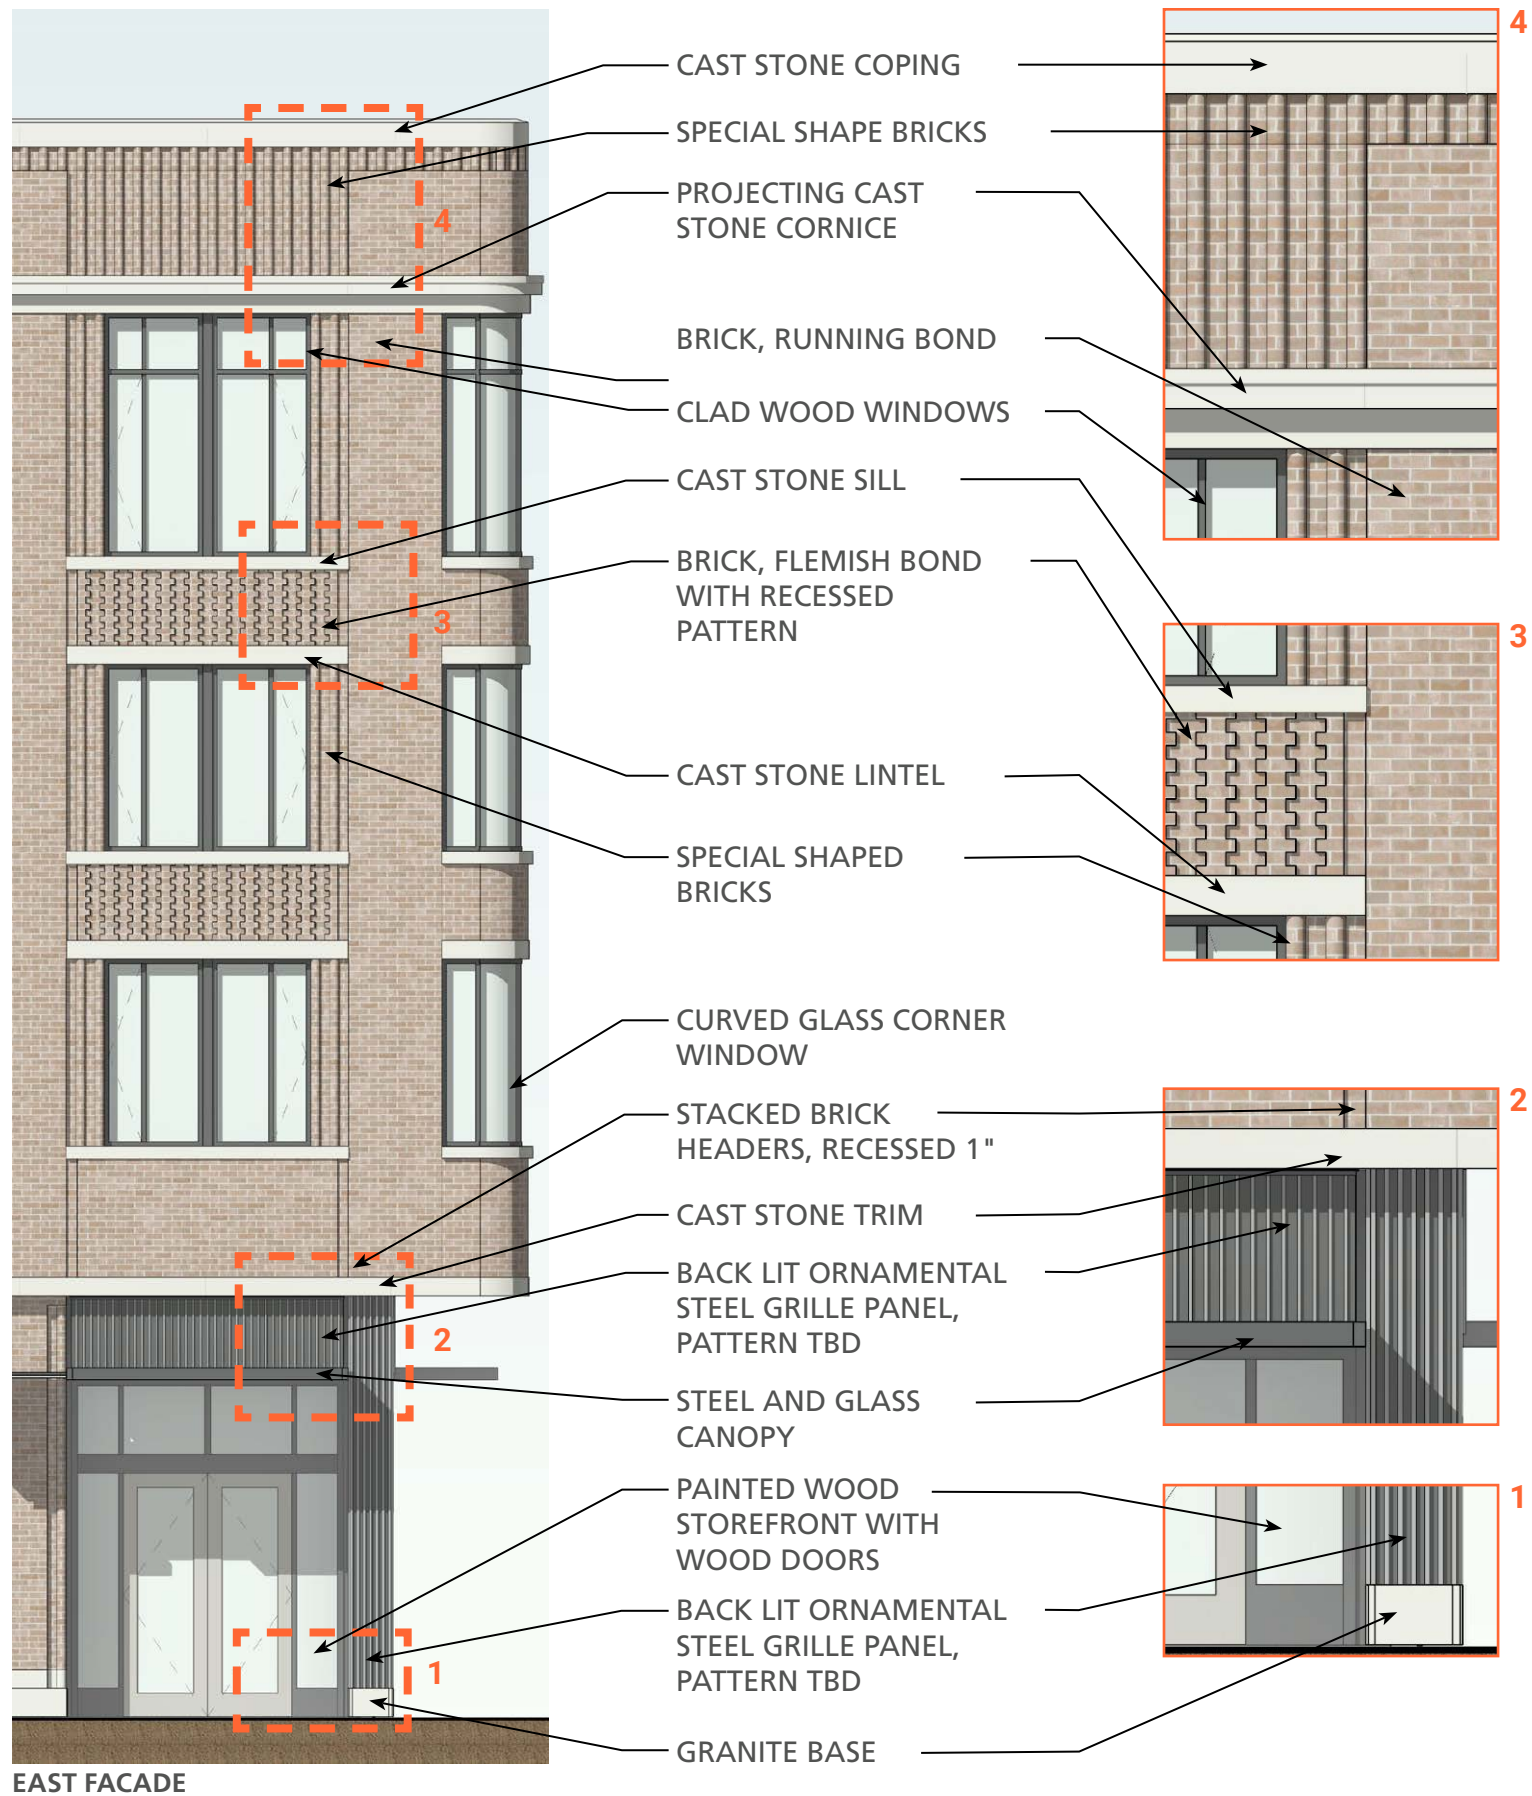 CAST STONE COPING
SPECIAL SHAPE BRICKS
PROJECTING CAST
STONE CORNICE
BRICK, RUNNING BOND
CLAD WOOD WINDOWS
CAST STONE SILL
BRICK, FLEMISH BOND
WITH RECESSED
PATTERN
CAST STONE LINTEL
SPECIAL SHAPED
BRICKS
CURVED GLASS CORNER
WINDOW
STACKED BRICK
HEADERS, RECESSED 1"
CAST STONE TRIM
BACK LIT ORNAMENTAL
STEEL GRILLE PANEL,
PATTERN TBD
STEEL AND GLASS
CANOPY
PAINTED WOOD
STOREFRONT WITH
WOOD DOORS
BACK LIT ORNAMENTAL
STEEL GRILLE PANEL,
PATTERN TBD
GRANITE BASE
4
3
2
1
4
3
2
1
EAST FACADE